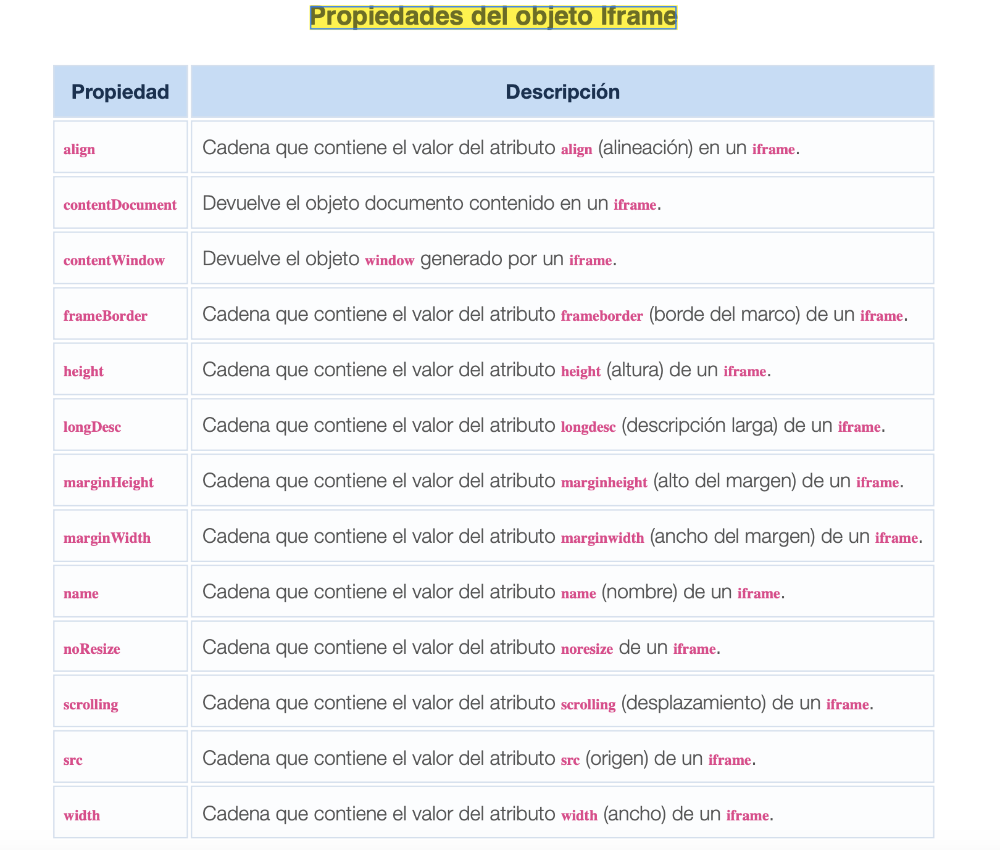 Propiedades del objeto Iframe
Propiedad Descripción
align Cadena que contiene el valor del atributo align (alineación) en un iframe.
contentDocument Devuelve el objeto documento contenido en un iframe.
contentWindow Devuelve el objeto window generado por un iframe.
frameBorder Cadena que contiene el valor del atributo frameborder (borde del marco) de un iframe.
height Cadena que contiene el valor del atributo height (altura) de un iframe.
longDesc Cadena que contiene el valor del atributo longdesc (descripción larga) de un iframe.
marginHeight Cadena que contiene el valor del atributo marginheight (alto del margen) de un iframe.
marginWidth Cadena que contiene el valor del atributo marginwidth (ancho del margen) de un iframe.
name Cadena que contiene el valor del atributo name (nombre) de un iframe.
noResize Cadena que contiene el valor del atributo noresize de un iframe.
scrolling Cadena que contiene el valor del atributo scrolling (desplazamiento) de un iframe.
src Cadena que contiene el valor del atributo src (origen) de un iframe.
width Cadena que contiene el valor del atributo width (ancho) de un iframe.